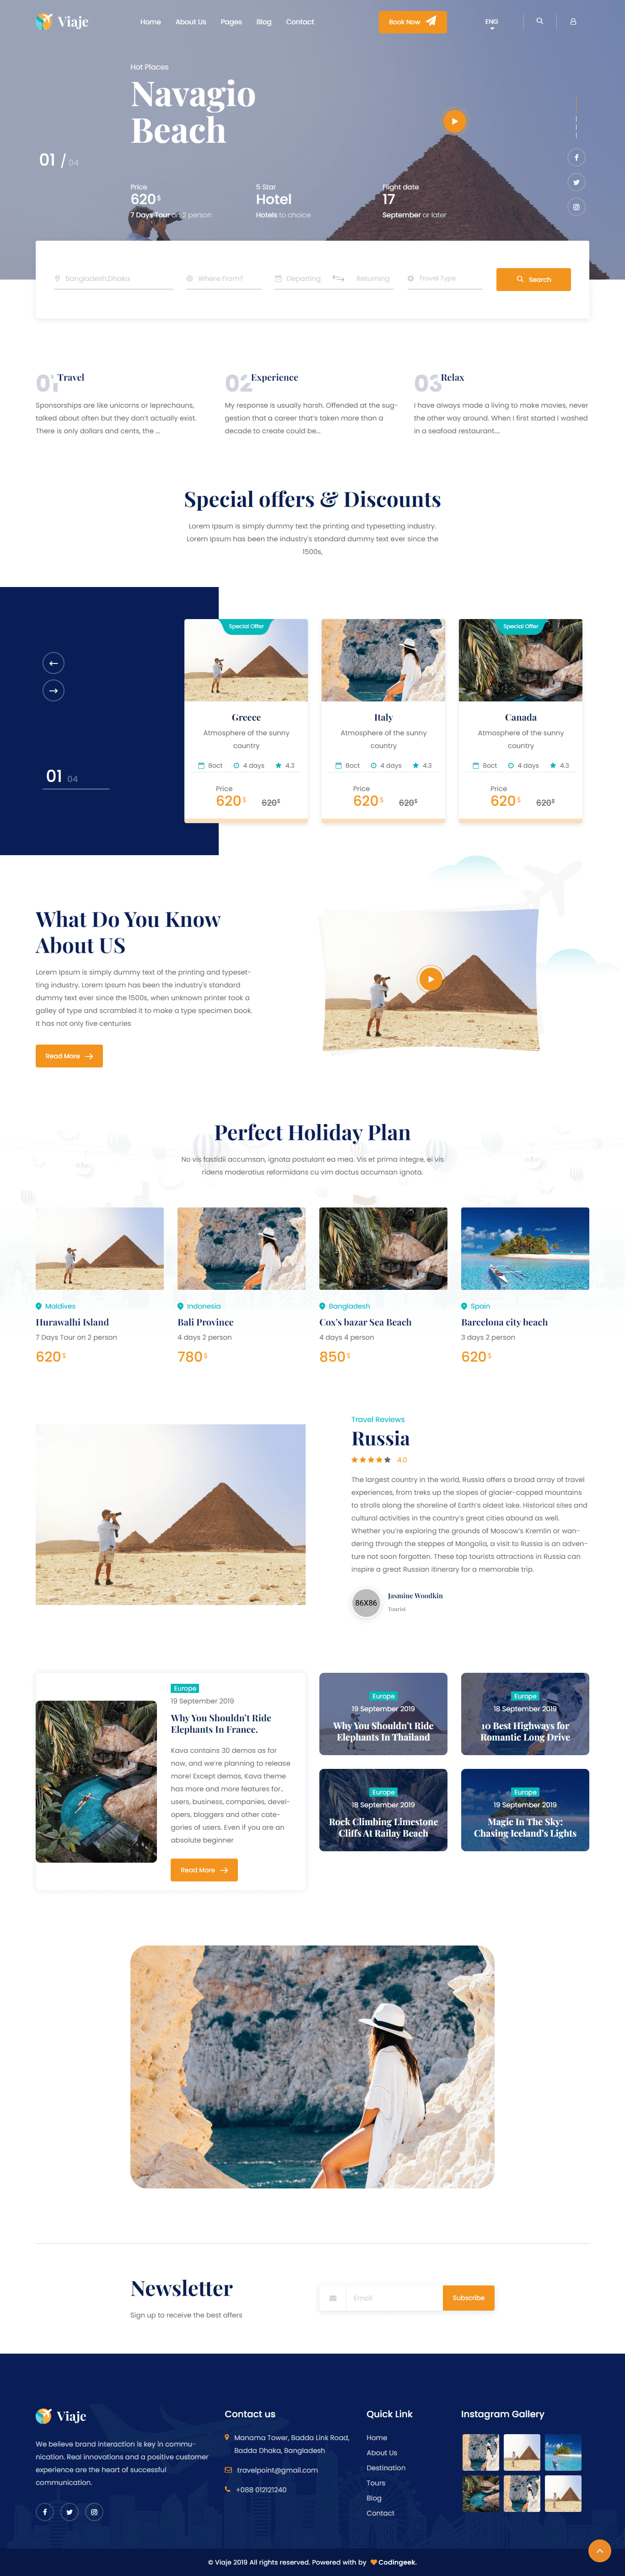 Viaje
Home About Us Pages Blog Contact
Book Now
ENG
Hot Places
Navagio
Beach
01 / 04
Price
620$
7 Days Tour on 2 person
5 Star
Hotel
Hotels to choice
Flight date
17
September or later
Bangladesh,Dhaka
Where From?
Departing
Returning
Travel Type
Search
01 Travel
Sponsorships are like unicorns or leprechauns,
talked about often but they don't actually exist.
There is only dollars and cents, the ...
02 Experience
My response is usually harsh. Offended at the sug-
gestion that a career that's taken more than a
decade to create could be...
03 Relax
I have always made a living to make movies, never
the other way around. When I first started I washed
in a seafood restaurant....
Special offers & Discounts
Lorem Ipsum is simply dummy text the printing and typesetting industry.
Lorem Ipsum has been the industry's standard dummy text ever since the
1500s,
01 04
Special Offer
Greece
Atmosphere of the sunny
country
8oct 4 days 4.3
Price
620$ 620$
Italy
Atmosphere of the sunny
country
8oct 4 days 4.3
Price
620$ 620$
Special Offer
Canada
Atmosphere of the sunny
country
8oct 4 days 4.3
Price
620$ 620$
What Do You Know
About US
Lorem Ipsum is simply dummy text of the printing and typeset-
ting industry. Lorem Ipsum has been the industry's standard
dummy text ever since the 1500s, when unknown printer took a
galley of type and scrambled it to make a type specimen book.
It has not only five centuries
Read More
Perfect Holiday Plan
No vis fastidii accumsan, ignota postulant ea mea. Vis et prima integre, ei vis
ridens moderatius reformidans cu vim doctus accumsan ignota.
Maldives
Hurawalhi Island
7 Days Tour on 2 person
620$
Indonesia
Bali Province
4 days 2 person
780$
Bangladesh
Cox's bazar Sea Beach
4 days 4 person
850$
Spain
Barcelona city beach
3 days 2 person
620$
Travel Reviews
Russia
4.0
The largest country in the world, Russia offers a broad array of travel
experiences, from treks up the slopes of glacier-capped mountains
to strolls along the shoreline of Earth's oldest lake. Historical sites and
cultural activities in the country's great cities abound as well.
Whether you're exploring the grounds of Moscow's Kremlin or wan-
dering through the steppes of Mongolia, a visit to Russia is an adven-
ture not soon forgotten. These top tourists attractions in Russia can
inspire a great Russian itinerary for a memorable trip.
86X86
Jasmine Woodkin
Tourist
Europe
19 September 2019
Why You Shouldn't Ride
Elephants In France.
Kava contains 30 demos as for
now, and we're planning to release
more! Except demos, Kava theme
has more and more features for..
users, business, companies, devel-
opers, bloggers and other cate-
gories of users. Even if you are an
absolute beginner
Read More
Europe
19 September 2019
Why You Shouldn't Ride
Elephants In Thailand
Europe
18 September 2019
10 Best Highways for
Romantic Long Drive
Europe
18 September 2019
Rock Climbing Limestone
Cliffs At Railay Beach
Europe
19 September 2019
Magic In The Sky:
Chasing Iceland's Lights
Newsletter
Sign up to receive the best offers
Email
Subscribe
Viaje
We believe brand interaction is key in commu-
nication. Real innovations and a positive customer
experience are the heart of successful
communication.
Contact us
Manama Tower, Badda Link Road,
Badda Dhaka, Bangladesh
travelpoint@gmail.com
+088 012121240
Quick Link
Home
About Us
Destination
Tours
Blog
Contact
Instagram Gallery
© Viaje 2019 All rights reserved. Powered with by Codingeek.